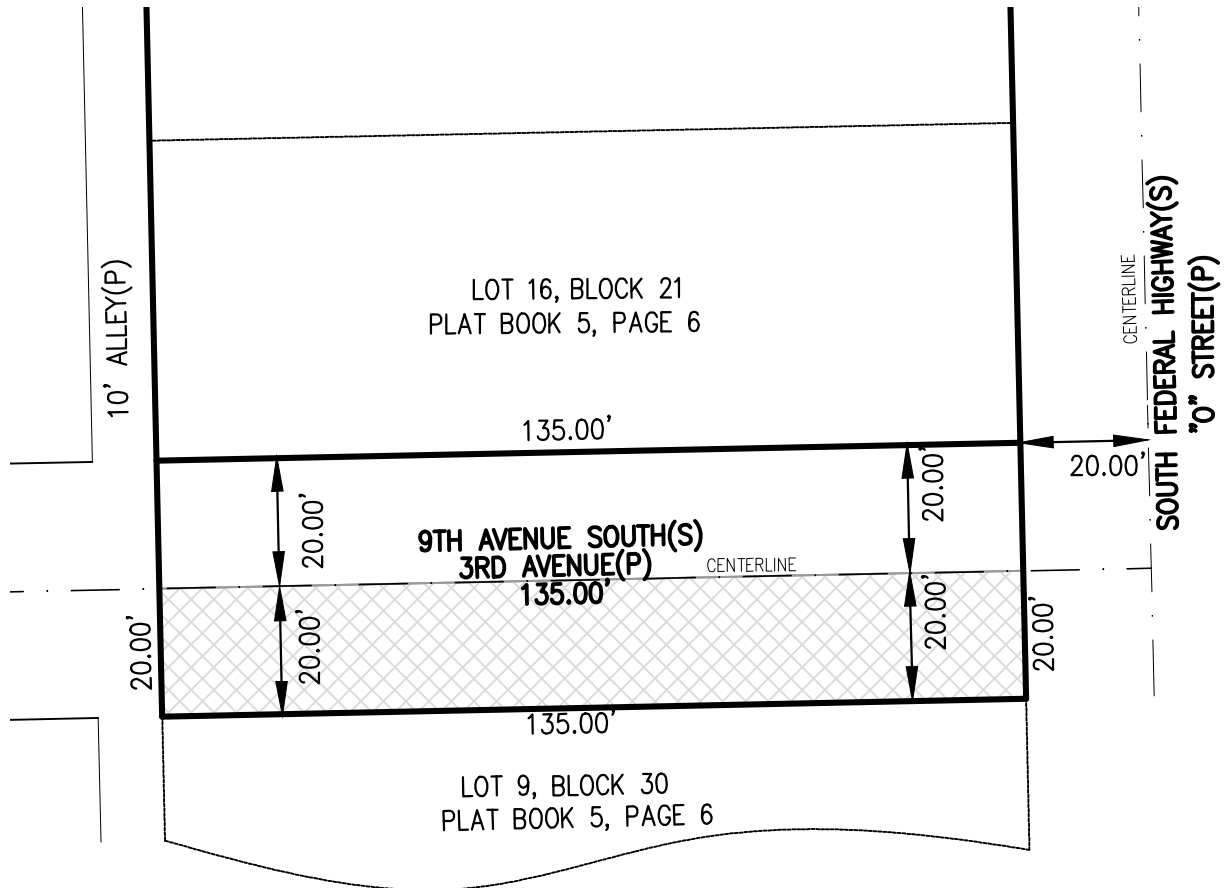 10' ALLEY(P)
LOT 16, BLOCK 21
PLAT BOOK 5, PAGE 6
CENTERLINE
SOUTH FEDERAL HIGHWAY(S)
"O" STREET(P)
135.00'
20.00'
20.00'
20.00'
9TH AVENUE SOUTH(S)
3RD AVENUE(P)
CENTERLINE
135.00'
20.00'
20.00'
20.00'
20.00'
135.00'
LOT 9, BLOCK 30
PLAT BOOK 5, PAGE 6